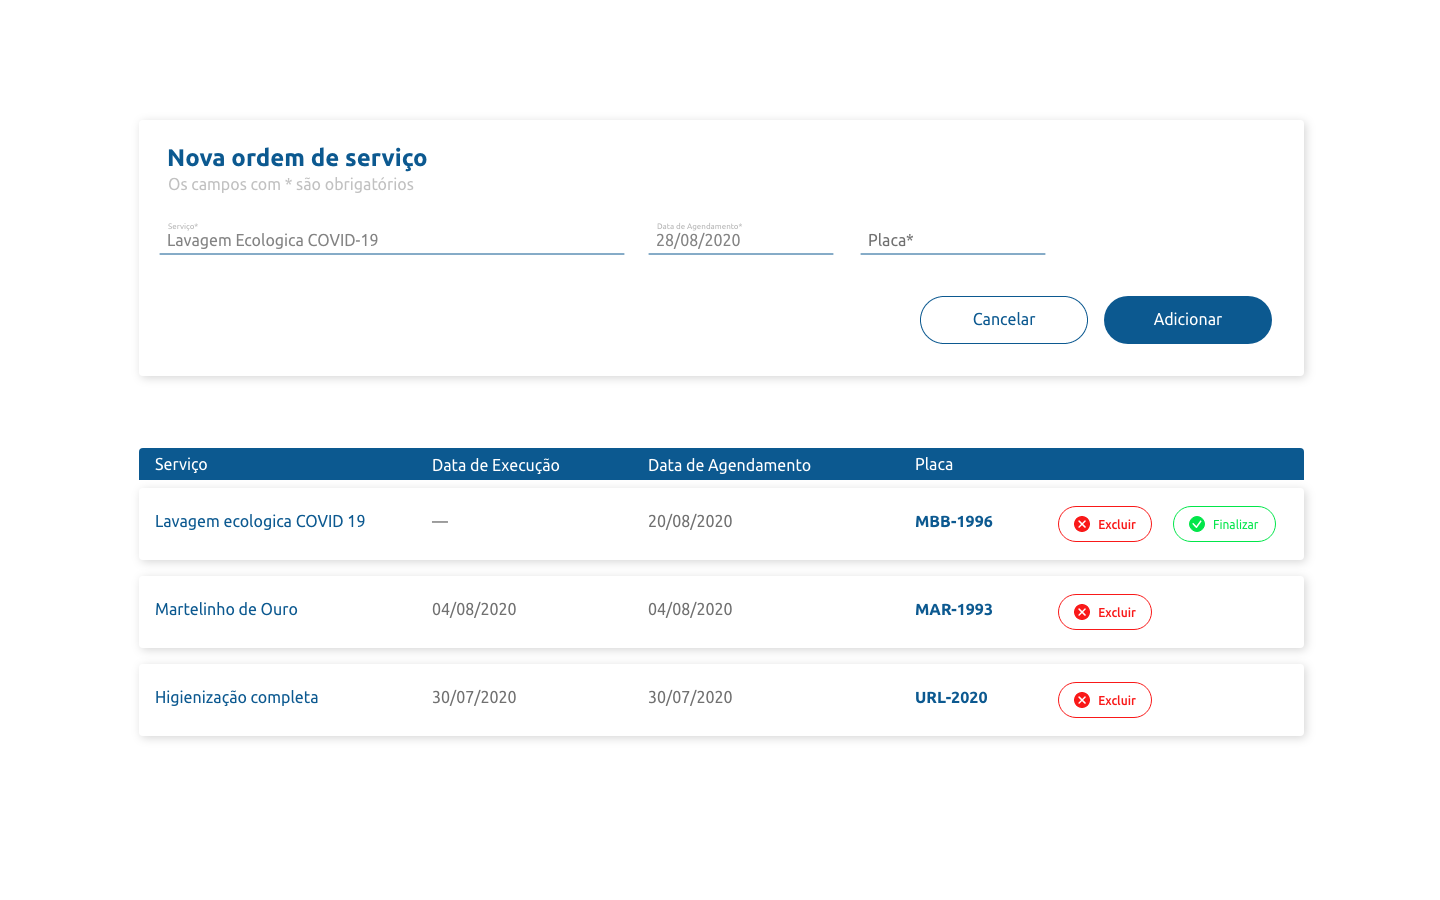 Nova ordem de serviço
Os campos com * são obrigatórios
Serviço* Data de Agendamento*
Lavagem Ecologica COVID-19 28/08/2020 Placa*
Cancelar Adicionar
Serviço Data de Execução Data de Agendamento Placa
Lavagem ecologica COVID 19 — 20/08/2020 MBB-1996 Excluir Finalizar
Martelinho de Ouro 04/08/2020 04/08/2020 MAR-1993 Excluir
Higienização completa 30/07/2020 30/07/2020 URL-2020 Excluir